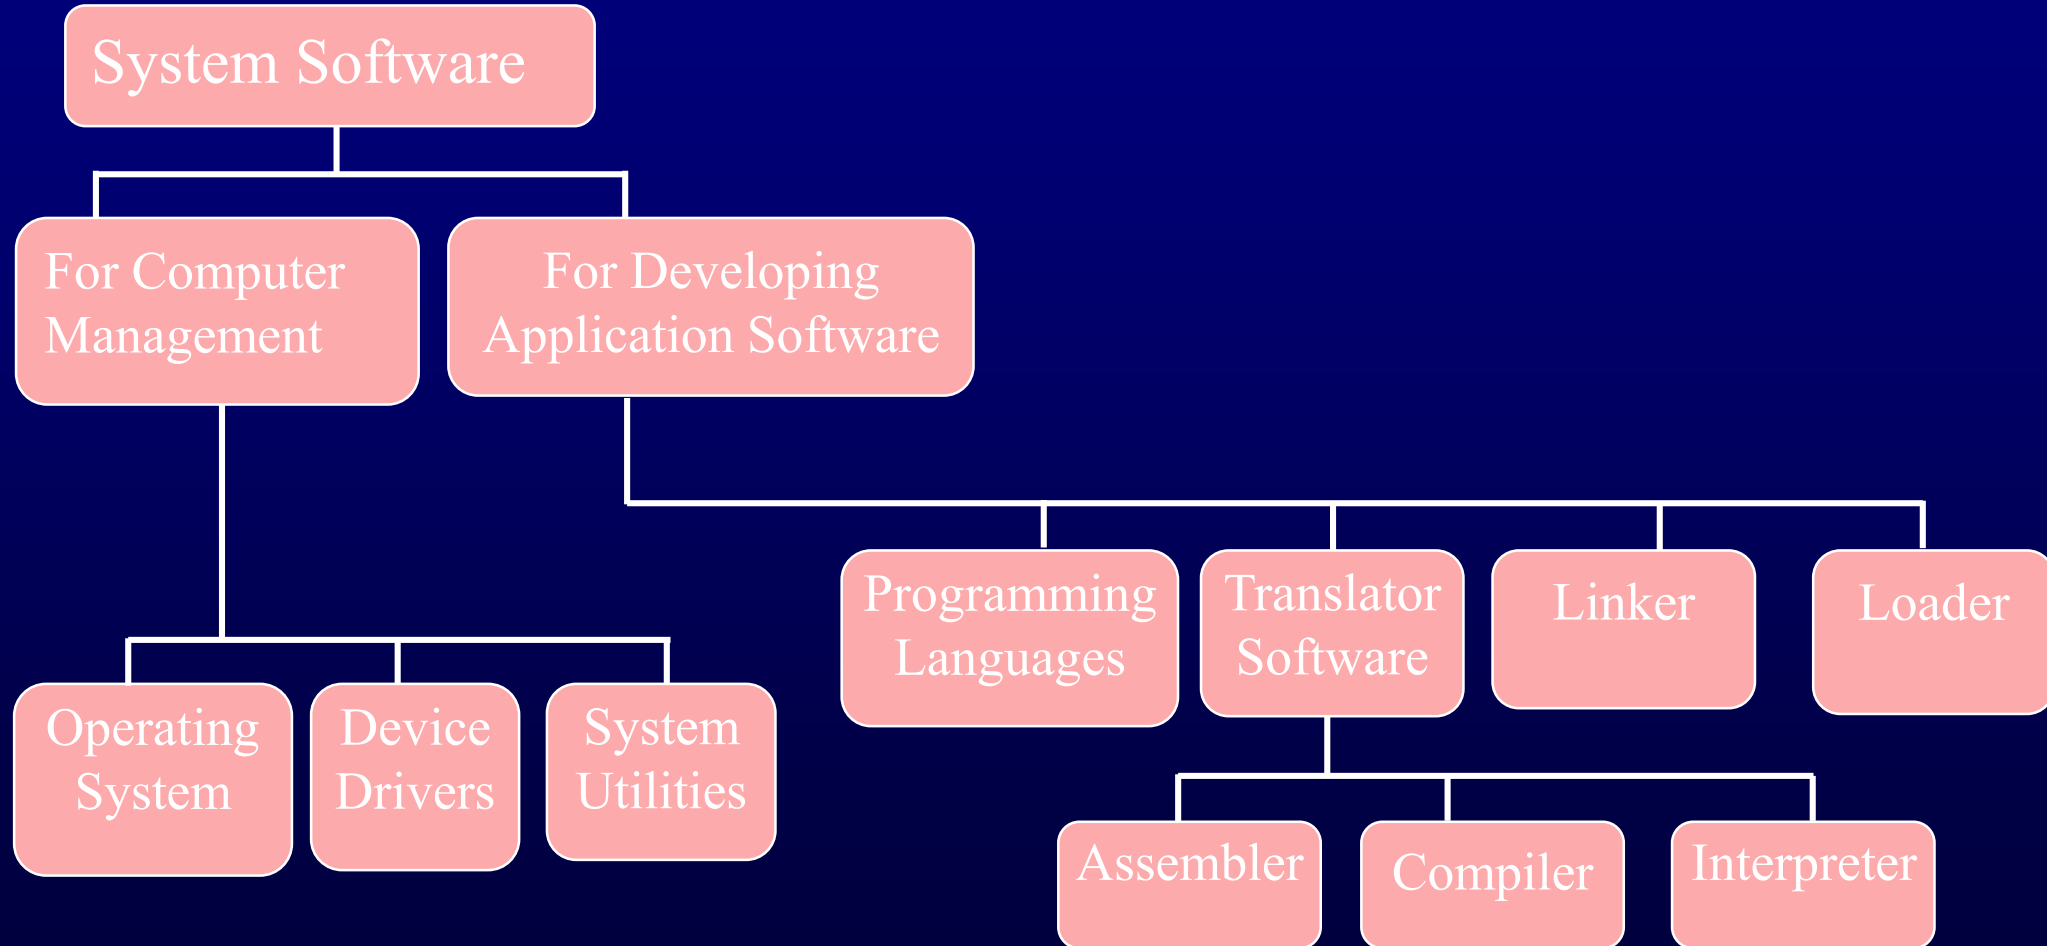 System Software
For Computer
Management
For Developing
Application Software
Programming
Languages
Translator
Software
Linker
Loader
Operating
System
Device
Drivers
System
Utilities
Assembler
Compiler
Interpreter